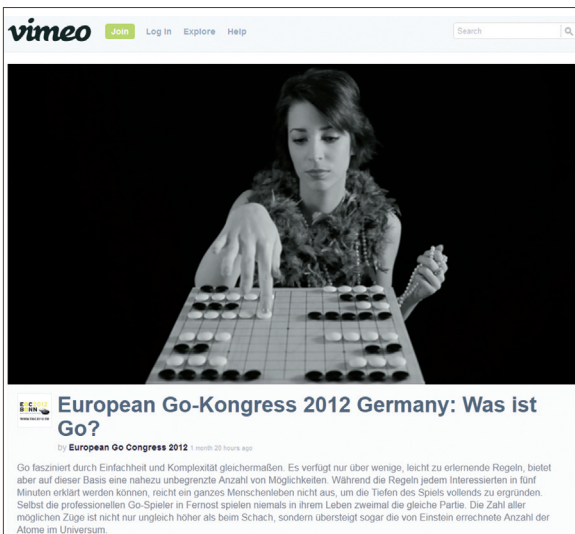 vimeo
Join Log In Explore Help
Search
European Go-Kongress 2012 Germany: Was ist
Go?
by European Go Congress 2012 1 month 20 hours ago
Go fasziniert durch Einfachheit und Komplexität gleichermaßen. Es verfügt nur über wenige, leicht zu erlernende Regeln, bietet
aber auf dieser Basis eine nahezu unbegrenzte Anzahl von Möglichkeiten. Während die Regeln jedem Interessierten in fünf
Minuten erklärt werden können, reicht ein ganzes Menschenleben nicht aus, um die Tiefen des Spiels vollends zu ergründen.
Selbst die professionellen Go-Spieler in Fernost spielen niemals in ihrem Leben zweimal die gleiche Partie. Die Zahl aller
möglichen Züge ist nicht nur ungleich höher als beim Schach, sondern übersteigt sogar die von Einstein errechnete Anzahl der
Atome im Universum.